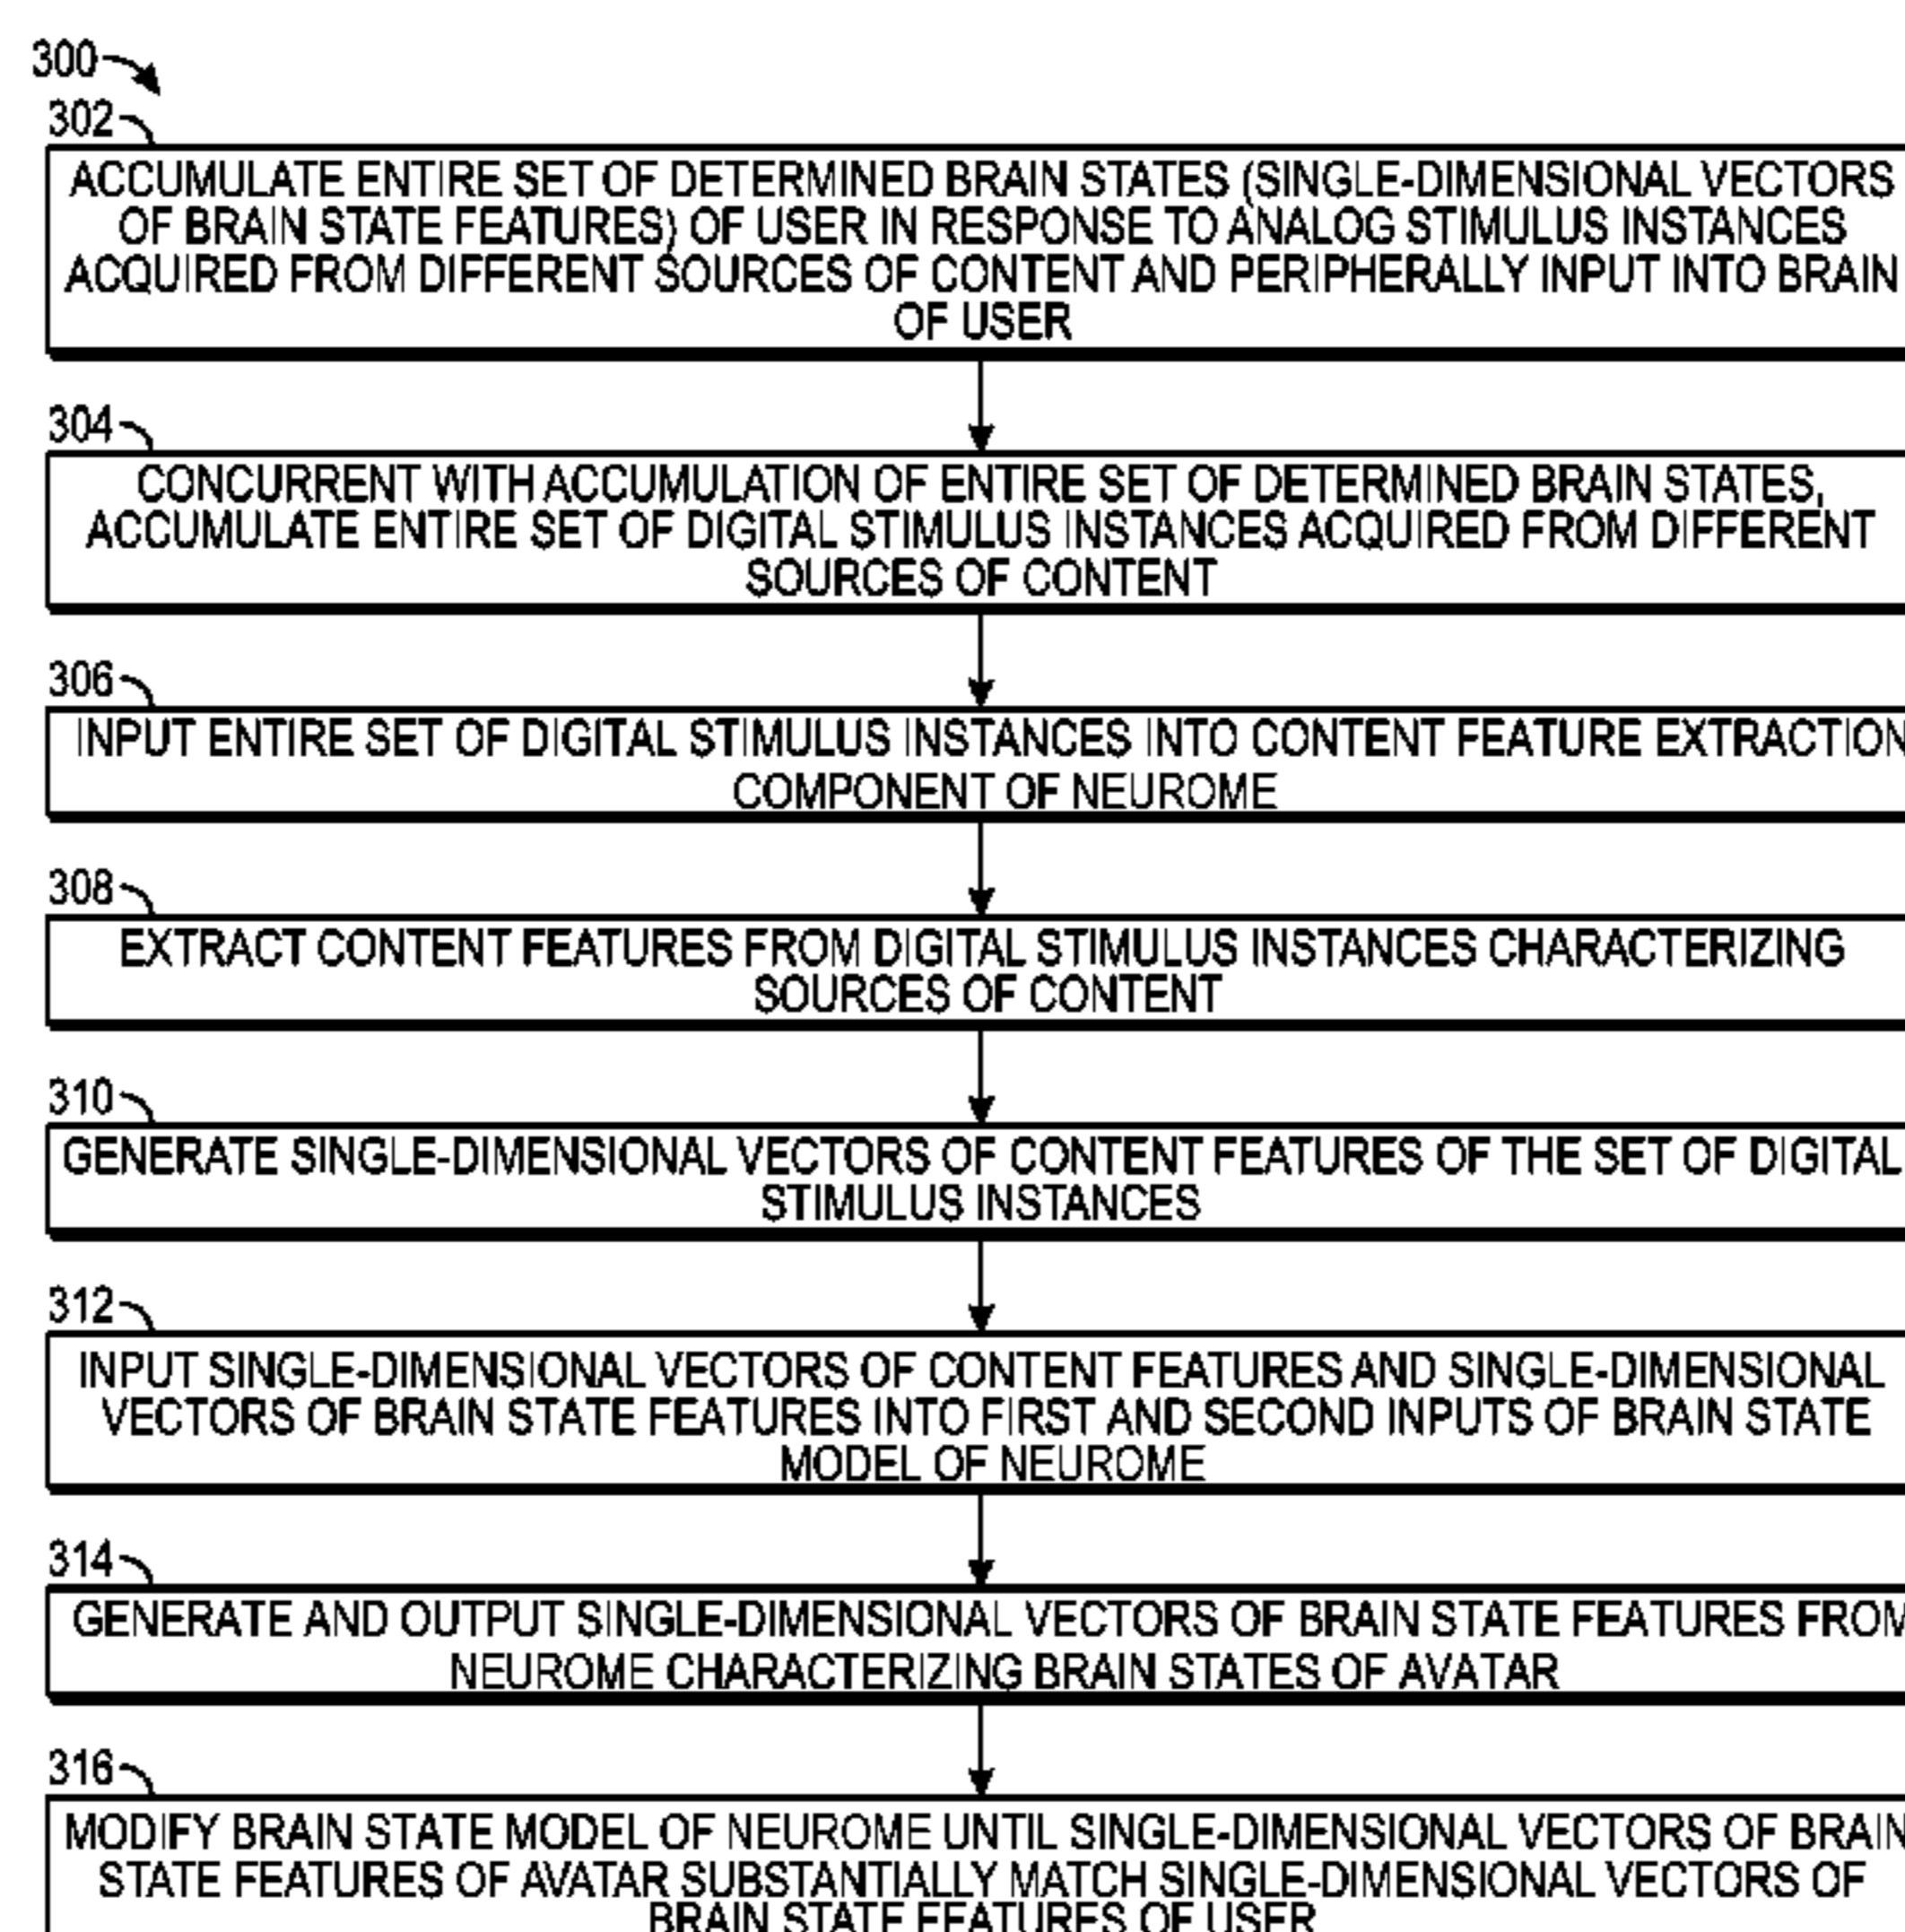 300
302
ACCUMULATE ENTIRE SET OF DETERMINED BRAIN STATES (SINGLE-DIMENSIONAL VECTORS
OF BRAIN STATE FEATURES) OF USER IN RESPONSE TO ANALOG STIMULUS INSTANCES
ACQUIRED FROM DIFFERENT SOURCES OF CONTENT AND PERIPHERALLY INPUT INTO BRAIN
OF USER
304
CONCURRENT WITH ACCUMULATION OF ENTIRE SET OF DETERMINED BRAIN STATES,
ACCUMULATE ENTIRE SET OF DIGITAL STIMULUS INSTANCES ACQUIRED FROM DIFFERENT
SOURCES OF CONTENT
306
INPUT ENTIRE SET OF DIGITAL STIMULUS INSTANCES INTO CONTENT FEATURE EXTRACTION
COMPONENT OF NEUROME
308
EXTRACT CONTENT FEATURES FROM DIGITAL STIMULUS INSTANCES CHARACTERIZING
SOURCES OF CONTENT
310
GENERATE SINGLE-DIMENSIONAL VECTORS OF CONTENT FEATURES OF THE SET OF DIGITAL
STIMULUS INSTANCES
312
INPUT SINGLE-DIMENSIONAL VECTORS OF CONTENT FEATURES AND SINGLE-DIMENSIONAL
VECTORS OF BRAIN STATE FEATURES INTO FIRST AND SECOND INPUTS OF BRAIN STATE
MODEL OF NEUROME
314
GENERATE AND OUTPUT SINGLE-DIMENSIONAL VECTORS OF BRAIN STATE FEATURES FROM
NEUROME CHARACTERIZING BRAIN STATES OF AVATAR
316
MODIFY BRAIN STATE MODEL OF NEUROME UNTIL SINGLE-DIMENSIONAL VECTORS OF BRAIN
STATE FEATURES OF AVATAR SUBSTANTIALLY MATCH SINGLE-DIMENSIONAL VECTORS OF
BRAIN STATE FEATURES OF USER